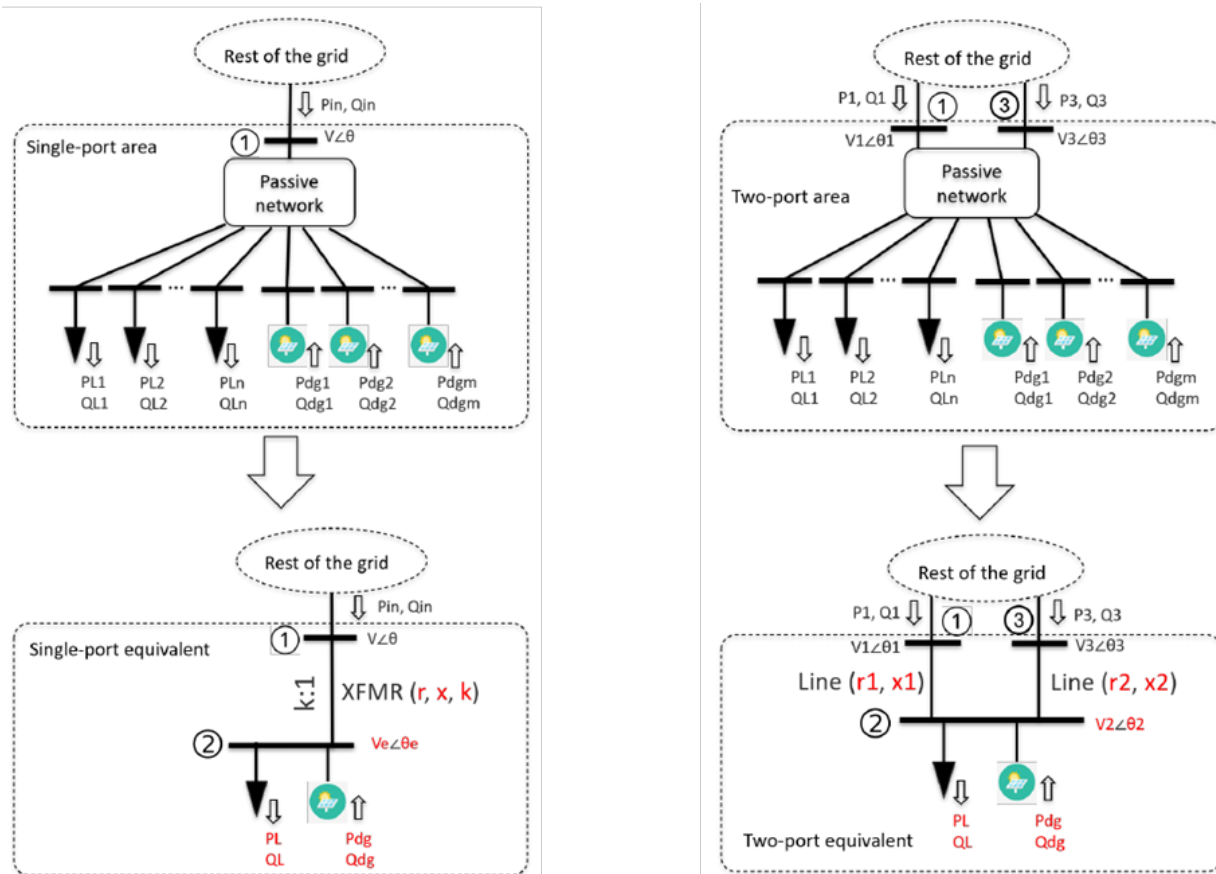 Rest of the grid
Pin, Qin
1
V∠θ
Single-port area
Passive
network
...
...
PL1
QL1
PL2
QL2
PLn
QLn
Pdg1
Qdg1
Pdg2
Qdg2
Pdgm
Qdgm
Rest of the grid
Pin, Qin
1
V∠θ
Single-port equivalent
k:1
XFMR (r, x, k)
2
Ve∠θe
PL
QL
Pdg
Qdg
Rest of the grid
P1, Q1
1
3
P3, Q3
V1∠θ1
V3∠θ3
Two-port area
Passive
network
...
...
PL1
QL1
PL2
QL2
PLn
QLn
Pdg1
Qdg1
Pdg2
Qdg2
Pdgm
Qdgm
Rest of the grid
P1, Q1
1
3
P3, Q3
V1∠θ1
V3∠θ3
Line (r1, x1)
Line (r2, x2)
2
V2∠θ2
PL
QL
Pdg
Qdg
Two-port equivalent